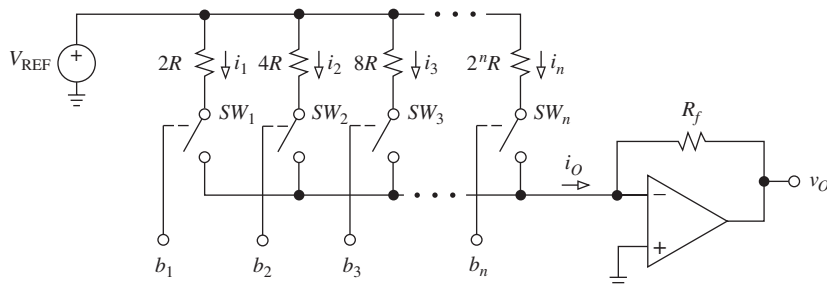 V_REF
2R i_1 4R i_2 8R i_3 2^nR i_n
SW_1 SW_2 SW_3 SW_n
R_f
i_O
v_O
−
+
b_1 b_2 b_3 b_n
+
−